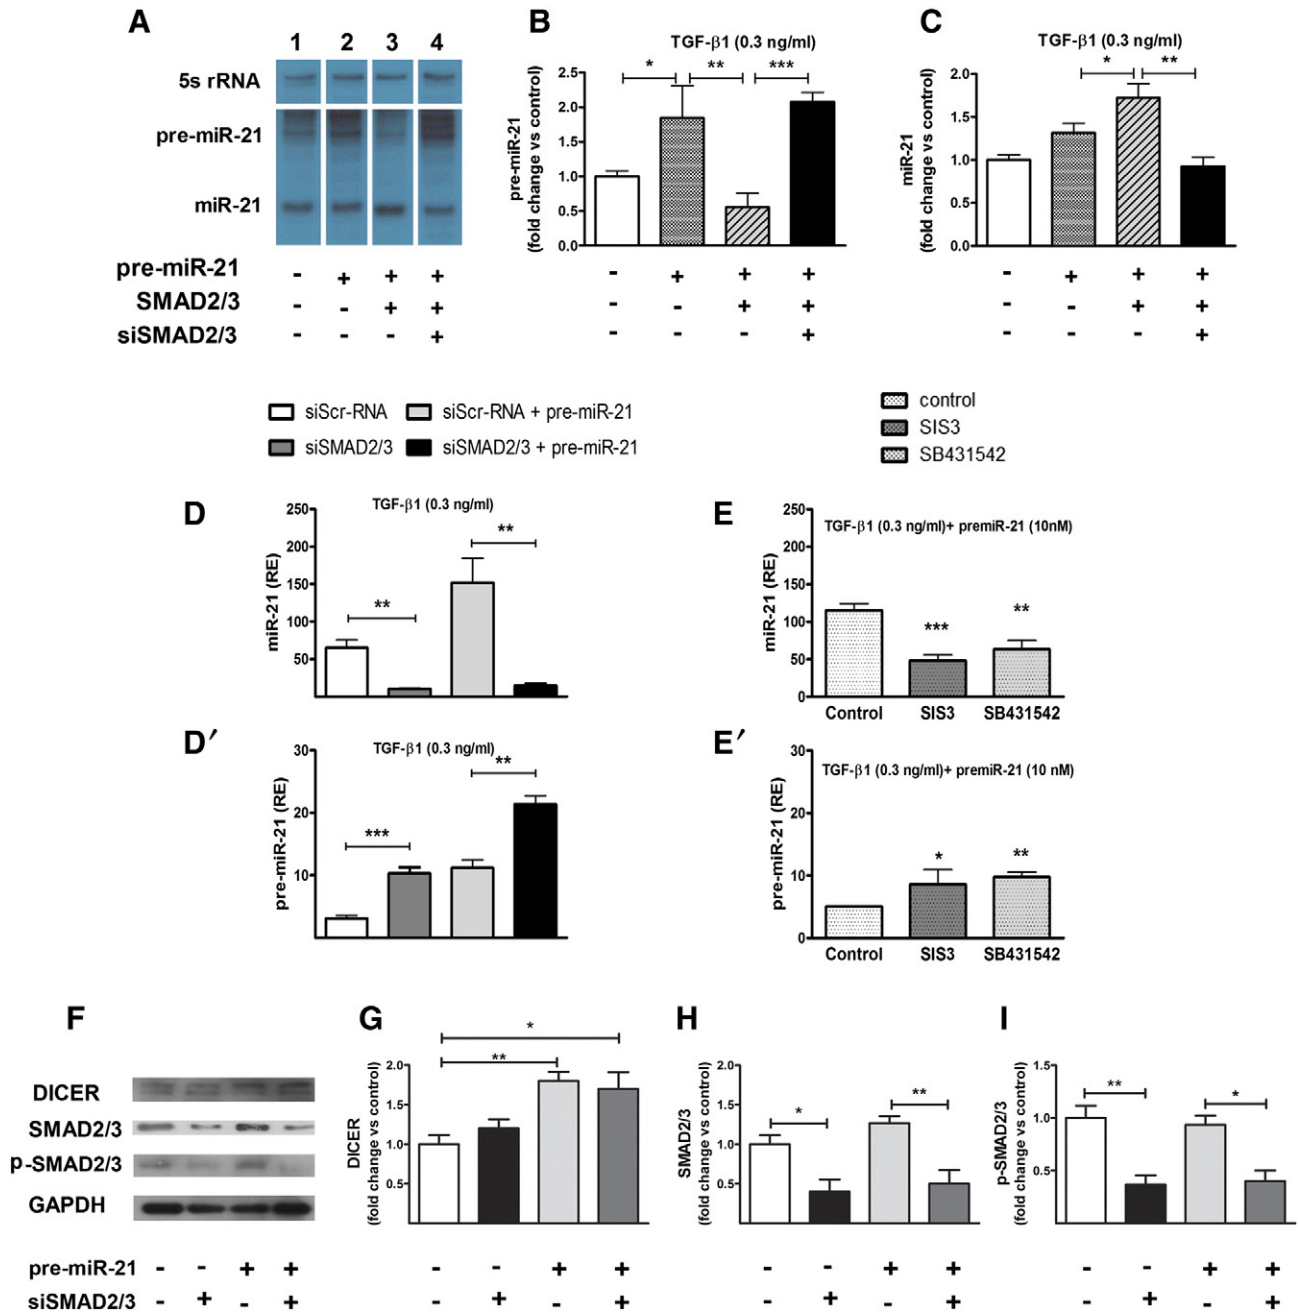 A
1 2 3 4
5s rRNA
pre-miR-21
miR-21
pre-miR-21 - + + +
SMAD2/3 - - + +
siSMAD2/3 - - - +
B
TGF-β1 (0.3 ng/ml)
* ** ***
pre-miR-21
(fold change vs control)
2.5
2.0
1.5
1.0
0.5
0.0
- + + +
- - + +
- - - +
C
TGF-β1 (0.3 ng/ml)
* **
miR-21
(fold change vs control)
2.0
1.5
1.0
0.5
0.0
- + + +
- - + +
- - - +
siScr-RNA siScr-RNA + pre-miR-21
siSMAD2/3 siSMAD2/3 + pre-miR-21
control
SIS3
SB431542
D
TGF-β1 (0.3 ng/ml)
** **
miR-21 (RE)
250
200
150
100
50
E
TGF-β1 (0.3 ng/ml)+ premiR-21 (10nM)
*** **
miR-21 (RE)
250
200
150
100
50
0
Control SIS3 SB431542
D′
TGF-β1 (0.3 ng/ml)
*** **
pre-miR-21 (RE)
30
20
10
E′
TGF-β1 (0.3 ng/ml)+ premiR-21 (10 nM)
* **
pre-miR-21 (RE)
30
20
10
0
Control SIS3 SB431542
F
DICER
SMAD2/3
p-SMAD2/3
GAPDH
pre-miR-21 - - + +
siSMAD2/3 - + - +
G
*
**
DICER
(fold change vs control)
2.0
1.5
1.0
0.5
- - + +
- + - +
H
* **
SMAD2/3
(fold change vs control)
2.0
1.5
1.0
0.5
- - + +
- + - +
I
** *
p-SMAD2/3
(fold change vs control)
1.5
1.0
0.5
- - + +
- + - +